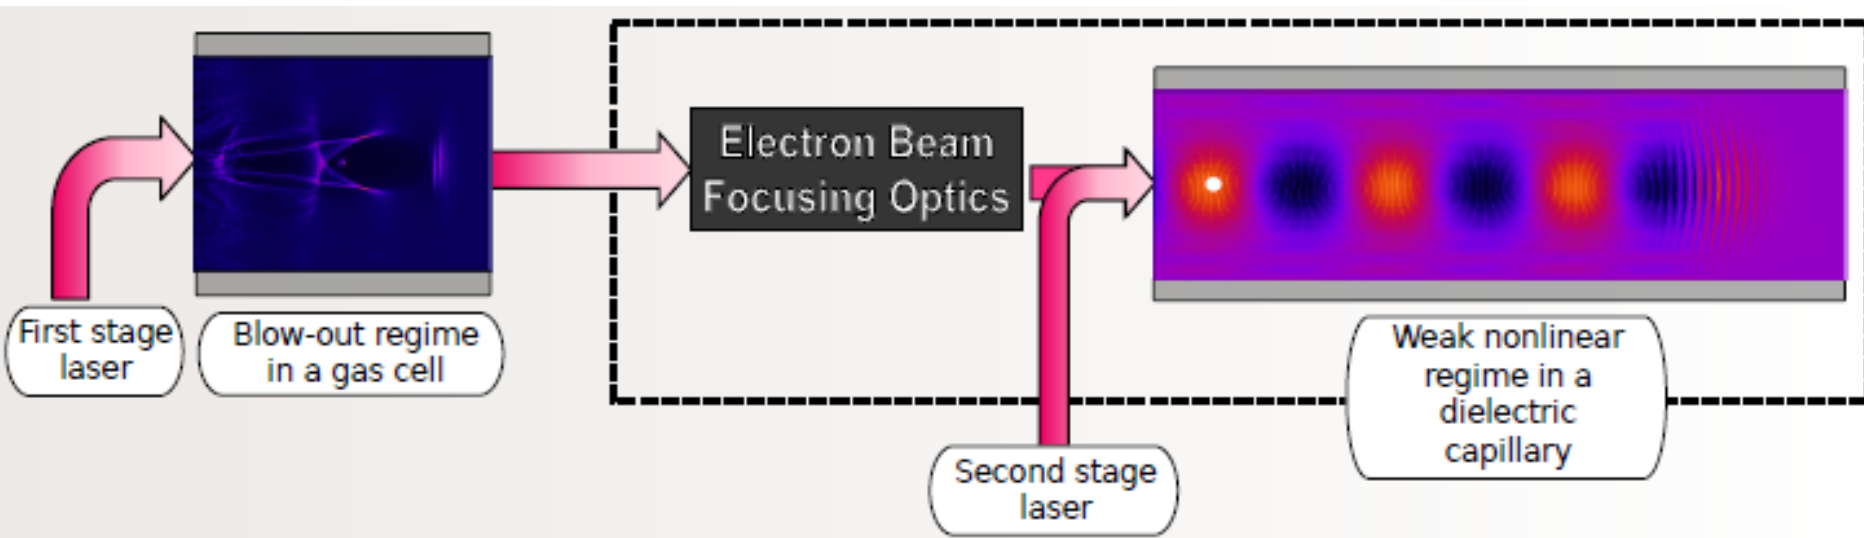 First stage
laser
Blow-out regime
in a gas cell
Electron Beam
Focusing Optics
Second stage
laser
Weak nonlinear
regime in a
dielectric
capillary